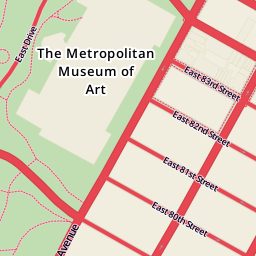 East Drive
The Metropolitan
Museum of
Art
East 83rd Street
East 82nd Street
East 81st Street
East 80th Street
Avenue